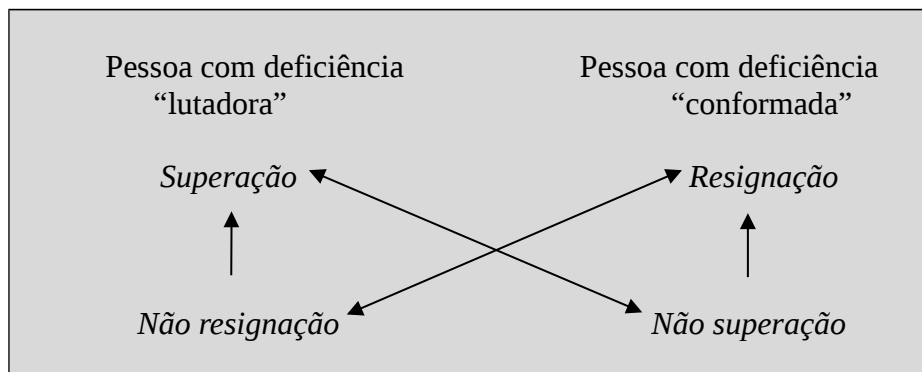 Pessoa com deficiência
“lutadora”
Pessoa com deficiência
“conformada”
Superação
Resignação
Não resignação
Não superação